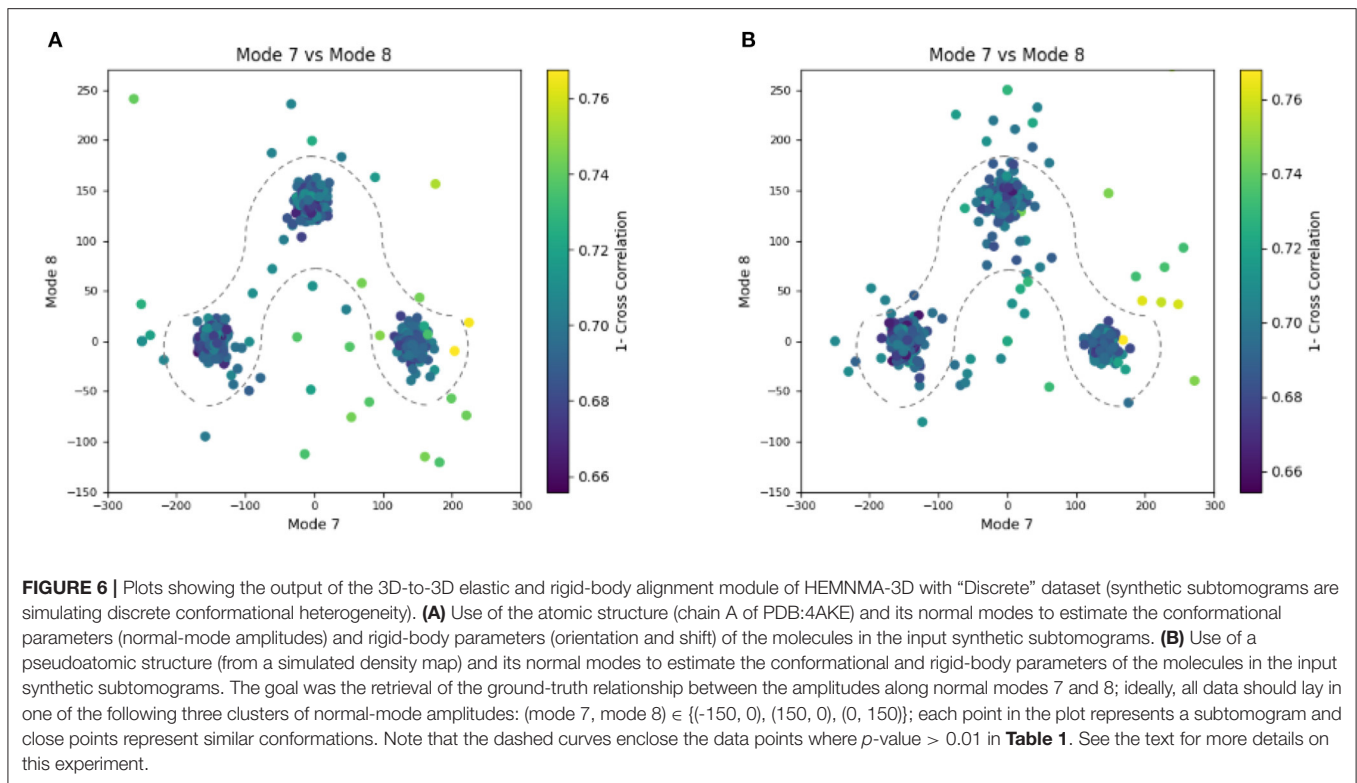 A
Mode 7 vs Mode 8
250
200
150
100
50
0
−50
−100
−150
Mode 8
−300
−200
−100
0
100
200
300
Mode 7
0.76
0.74
0.72
0.70
0.68
0.66
1- Cross Correlation
B
Mode 7 vs Mode 8
250
200
150
100
50
0
−50
−100
−150
Mode 8
−300
−200
−100
0
100
200
300
Mode 7
0.76
0.74
0.72
0.70
0.68
0.66
1- Cross Correlation
FIGURE 6 | Plots showing the output of the 3D-to-3D elastic and rigid-body alignment module of HEMNMA-3D with “Discrete” dataset (synthetic subtomograms are
simulating discrete conformational heterogeneity). (A) Use of the atomic structure (chain A of PDB:4AKE) and its normal modes to estimate the conformational
parameters (normal-mode amplitudes) and rigid-body parameters (orientation and shift) of the molecules in the input synthetic subtomograms. (B) Use of a
pseudoatomic structure (from a simulated density map) and its normal modes to estimate the conformational and rigid-body parameters of the molecules in the input
synthetic subtomograms. The goal was the retrieval of the ground-truth relationship between the amplitudes along normal modes 7 and 8; ideally, all data should lay in
one of the following three clusters of normal-mode amplitudes: (mode 7, mode 8) ∈ {(-150, 0), (150, 0), (0, 150)}; each point in the plot represents a subtomogram and
close points represent similar conformations. Note that the dashed curves enclose the data points where p-value > 0.01 in Table 1. See the text for more details on
this experiment.